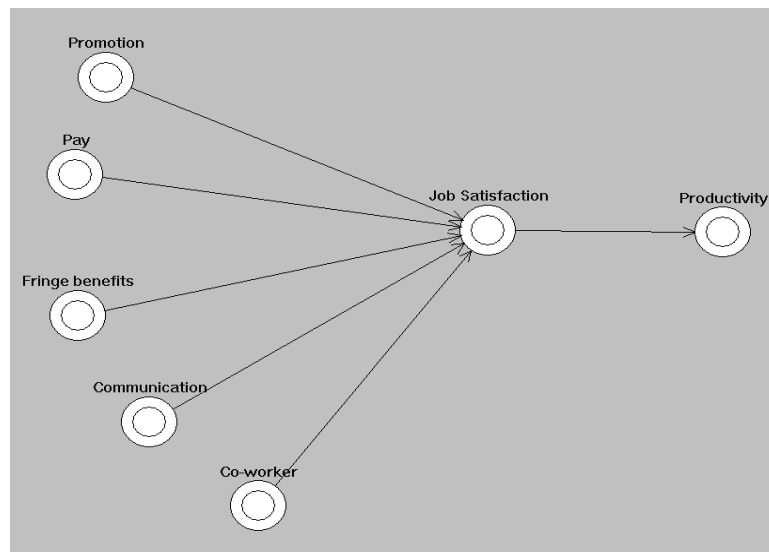 Promotion
Pay
Job Satisfaction
Productivity
Fringe benefits
Communication
Co-worker